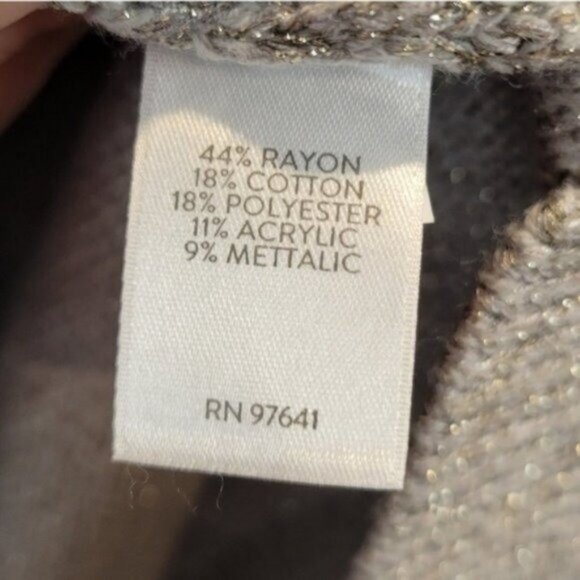 44% RAYON
18% COTTON
18% POLYESTER
11% ACRYLIC
9% METTALIC
RN 97641